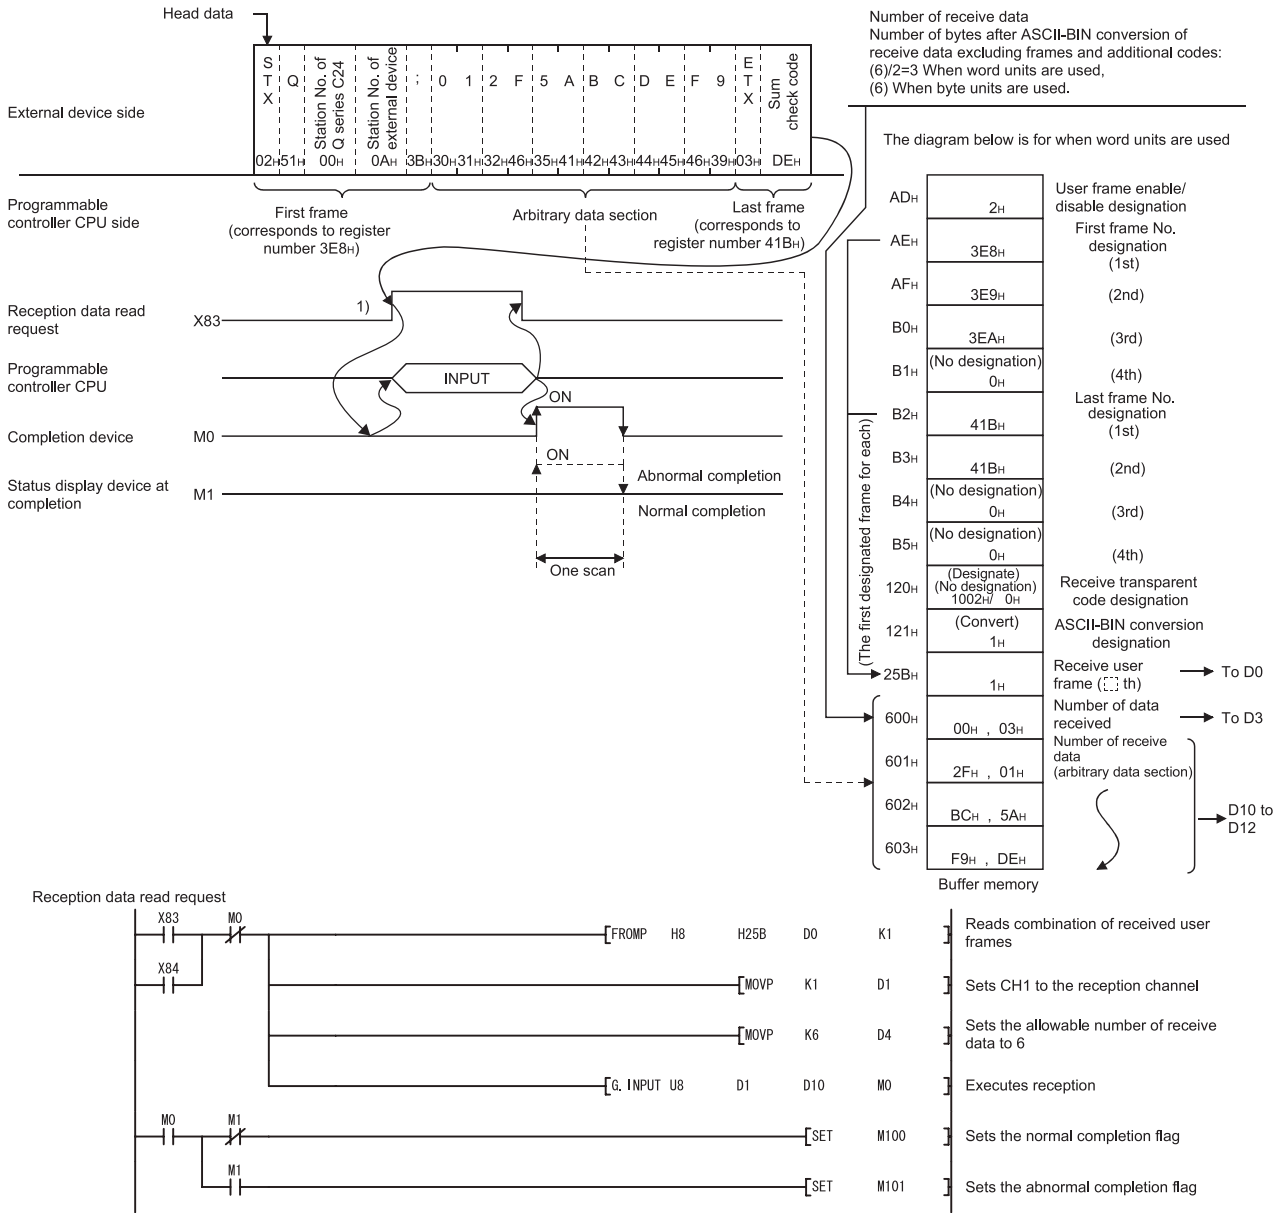 Head data
Number of receive data
Number of bytes after ASCII-BIN conversion of
receive data excluding frames and additional codes:
(6)/2=3 When word units are used,
(6) When byte units are used.
External device side
S T X
Q
Station No. of
Q series C24
Station No. of
external device
; 0 1 2 F 5 A B C D E F 9
E T X
Sum
check code
02H 51H 00H 0AH 3BH 30H 31H 32H 46H 35H 41H 42H 43H 44H 45H 46H 39H 03H DEH
The diagram below is for when word units are used
Programmable
controller CPU side
First frame
(corresponds to register
number 3E8H)
Arbitrary data section
Last frame
(corresponds to
register number 41BH)
Reception data read
request
X83
1)
Programmable
controller CPU
INPUT
Completion device
M0
ON
ON
Abnormal completion
Status display device at
completion
M1
Normal completion
One scan
(The first designated frame for each)
ADH
2H
User frame enable/
disable designation
AEH
3E8H
First frame No.
designation
(1st)
AFH
3E9H
(2nd)
B0H
3EAH
(3rd)
B1H
(No designation)
0H
(4th)
B2H
41BH
Last frame No.
designation
(1st)
B3H
41BH
(2nd)
B4H
(No designation)
0H
(3rd)
B5H
(No designation)
0H
(4th)
120H
(Designate)
(No designation)
1002H/ 0H
Receive transparent
code designation
121H
(Convert)
1H
ASCII-BIN conversion
designation
25BH
1H
Receive user
frame ( th)
To D0
600H
00H , 03H
Number of data
received
To D3
601H
2FH , 01H
Number of receive
data
(arbitrary data section)
602H
BCH , 5AH
D10 to
D12
603H
F9H , DEH
Buffer memory
Reception data read request
X83 M0
FROMP H8 H25B D0 K1
Reads combination of received user
frames
X84
MOVP K1 D1
Sets CH1 to the reception channel
MOVP K6 D4
Sets the allowable number of receive
data to 6
G.INPUT U8 D1 D10 M0
Executes reception
M0 M1
SET M100
Sets the normal completion flag
M1
SET M101
Sets the abnormal completion flag